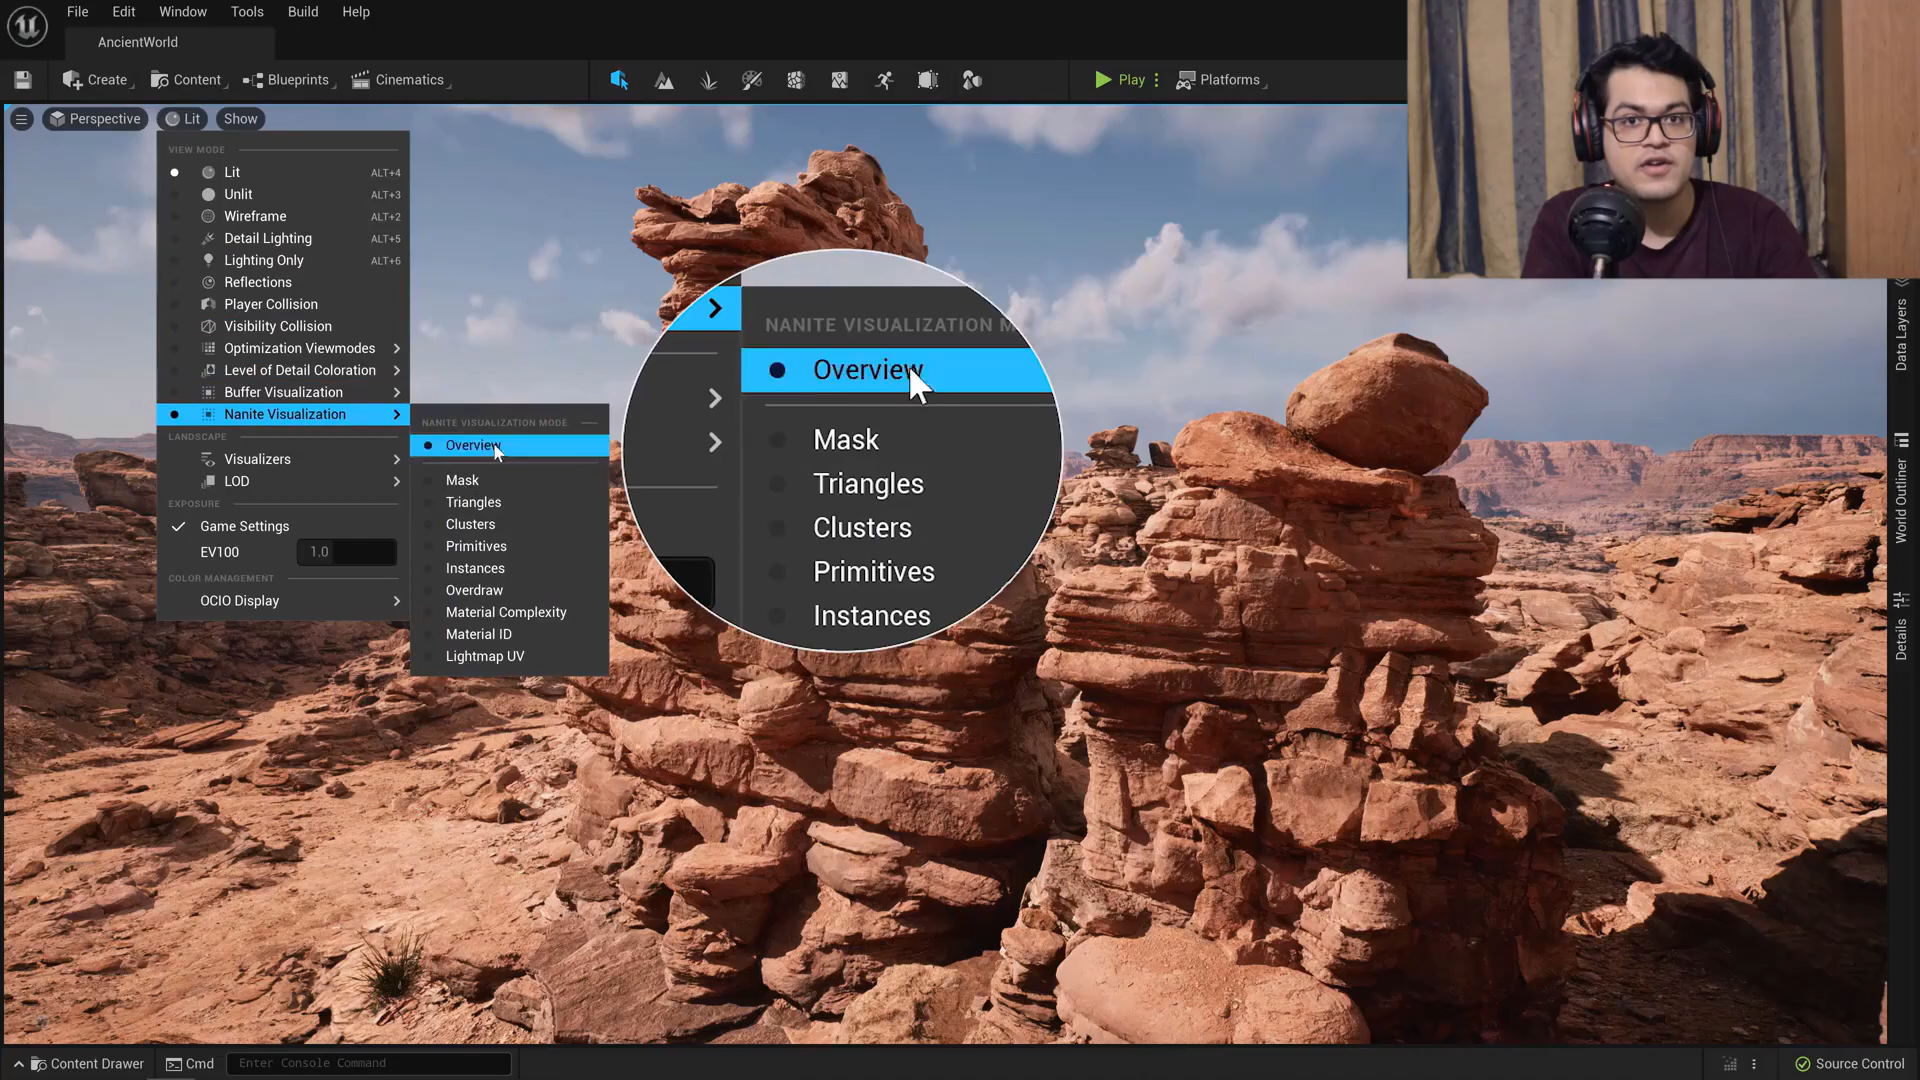 File Edit Window Tools Build Help
AncientWorld
Create Content Blueprints Cinematics Play Platforms
Perspective Lit Show
VIEW MODE
Lit ALT+4
Unlit ALT+3
Wireframe ALT+2
Detail Lighting ALT+5
Lighting Only ALT+6
Reflections
Player Collision
Visibility Collision
Optimization Viewmodes
Level of Detail Coloration
Buffer Visualization
Nanite Visualization
LANDSCAPE
Visualizers
LOD
EXPOSURE
Game Settings
EV100 1.0
COLOR MANAGEMENT
OCIO Display
NANITE VISUALIZATION MODE
Overview
Mask
Triangles
Clusters
Primitives
Instances
Overdraw
Material Complexity
Material ID
Lightmap UV
NANITE VISUALIZATION M
Overview
Mask
Triangles
Clusters
Primitives
Instances
Data Layers
World Outliner
Details
Content Drawer Cmd Enter Console Command Source Control